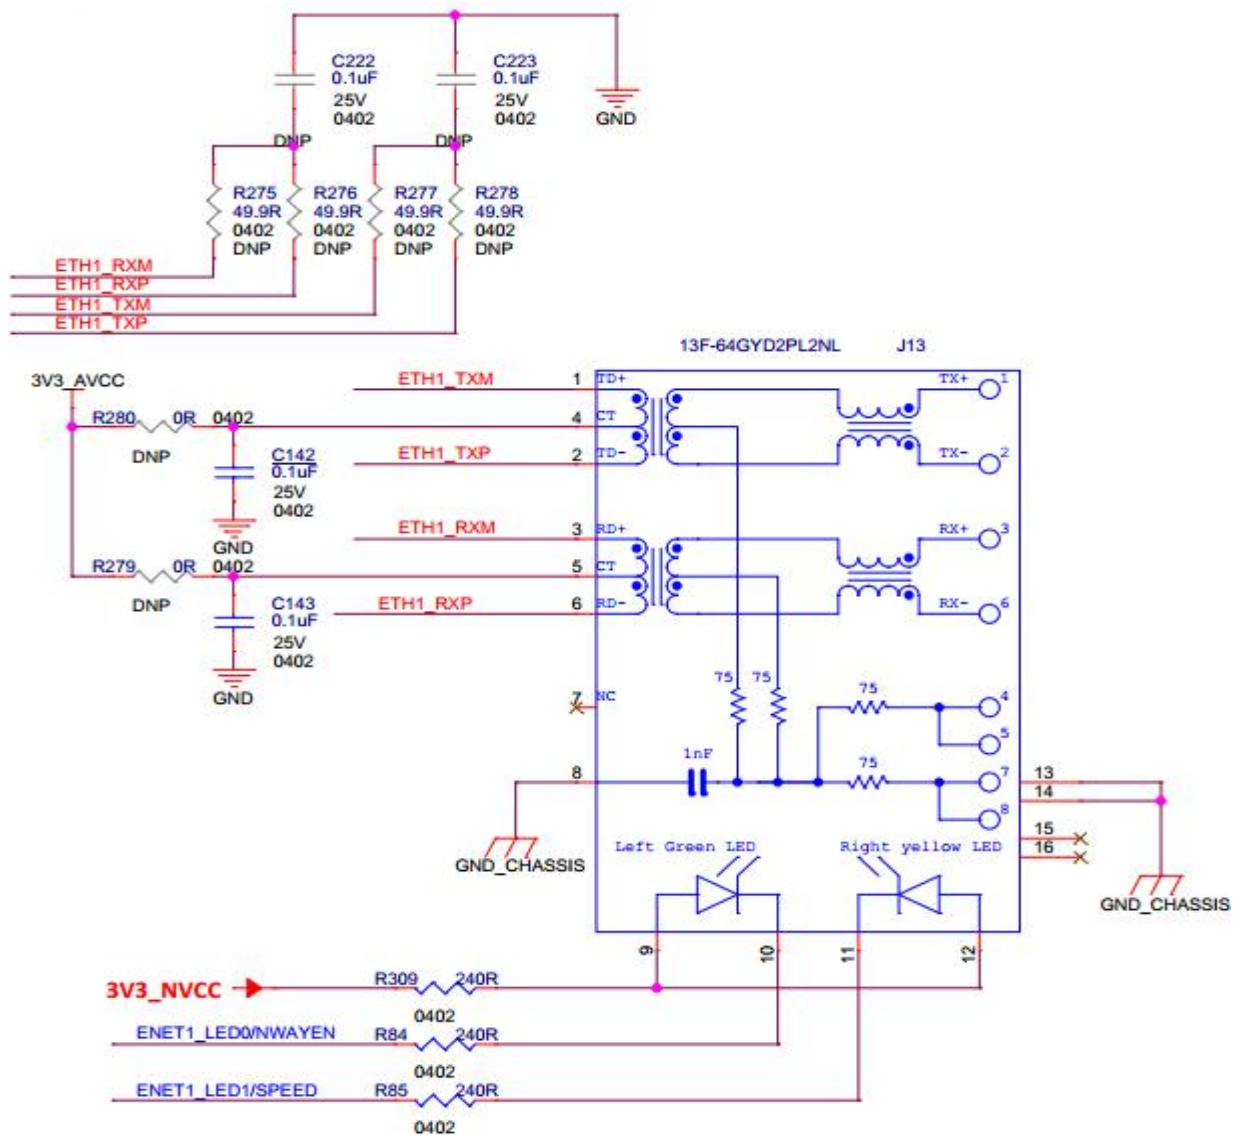 C222
0.1uF
25V
0402
DNP
C223
0.1uF
25V
0402
DNP
GND
R275
49.9R
0402
DNP
R276
49.9R
0402
DNP
R277
49.9R
0402
DNP
R278
49.9R
0402
DNP
ETH1_RXM
ETH1_RXP
ETH1_TXM
ETH1_TXP
13F-64GYD2PL2NL J13
3V3_AVCC
R280 0R 0402
DNP
C142
0.1uF
25V
0402
GND
R279 0R 0402
DNP
C143
0.1uF
25V
0402
GND
ETH1_TXM 1 TD+ TX+ 1
4 CT
ETH1_TXP 2 TD- TX- 2
ETH1_RXM 3 RD+ RX+ 3
5 CT
ETH1_RXP 6 RD- RX- 6
75 75 75
7 NC 4
5
1nF 75
8 7 13
8 14
15
16
GND_CHASSIS
Left Green LED Right yellow LED
GND_CHASSIS
9 10 11 12
3V3_NVCC R309 240R
0402
ENET1_LED0/NWAYEN R84 240R
0402
ENET1_LED1/SPEED R85 240R
0402